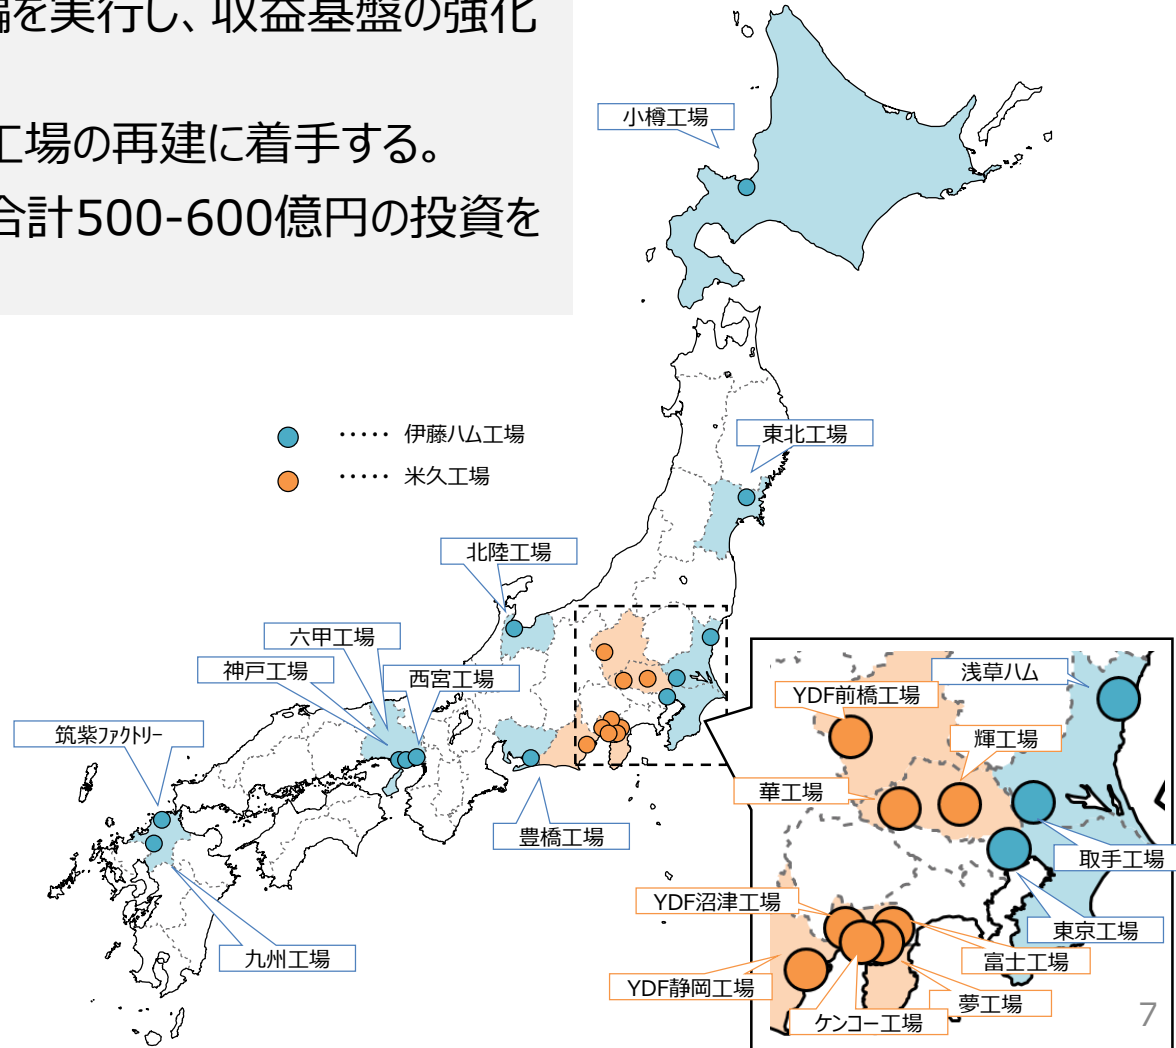 編を実行し、収益基盤の強化
工場の再建に着手する。
合計500-600億円の投資を
小樽工場
‥‥‥ 伊藤ハム工場
‥‥‥ 米久工場
東北工場
北陸工場
六甲工場
神戸工場
西宮工場
筑紫ファクトリー
豊橋工場
九州工場
浅草ハム
YDF前橋工場
輝工場
華工場
取手工場
YDF沼津工場
東京工場
富士工場
YDF静岡工場
夢工場
ケンコー工場
7